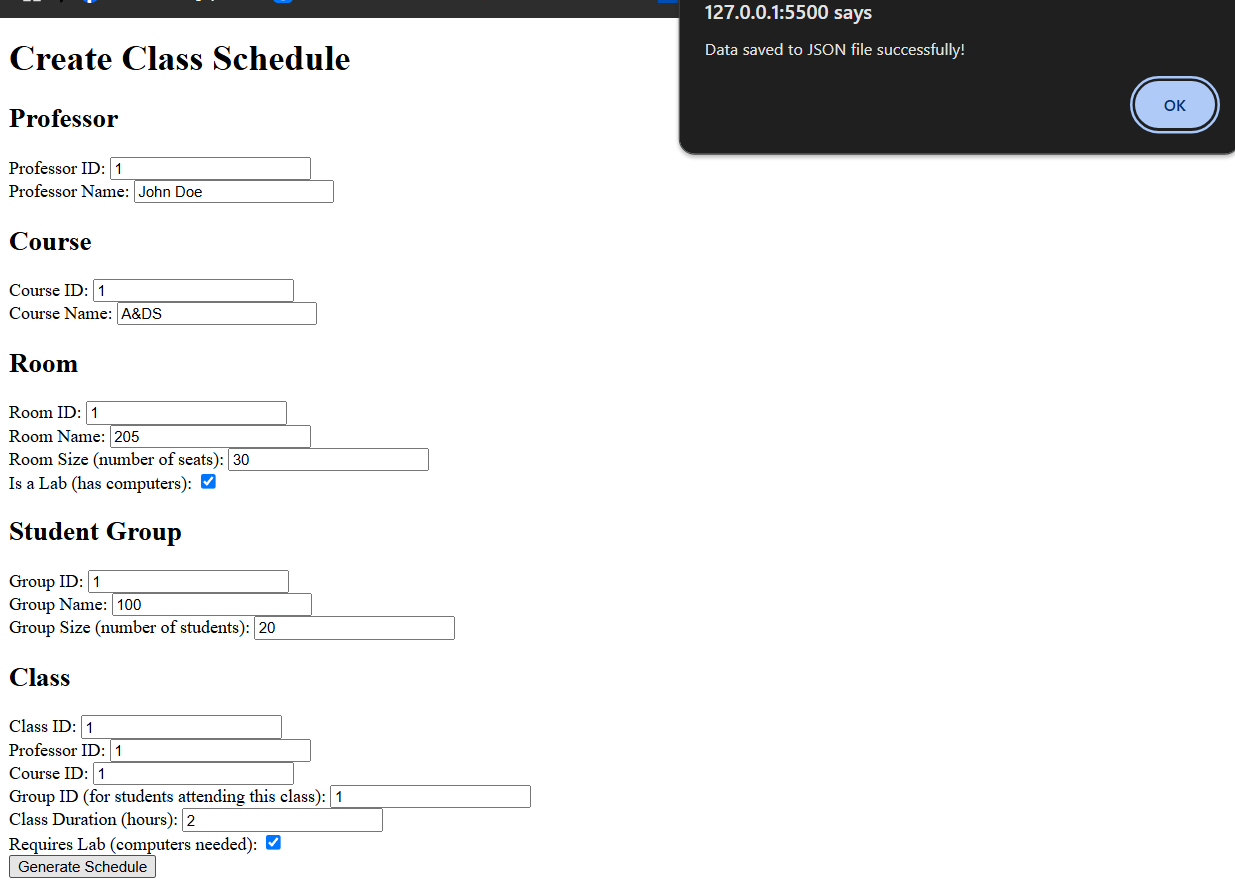 127.0.0.1:5500 says
Data saved to JSON file successfully!
OK
Create Class Schedule
Professor
Professor ID: 1
Professor Name: John Doe
Course
Course ID: 1
Course Name: A&DS
Room
Room ID: 1
Room Name: 205
Room Size (number of seats): 30
Is a Lab (has computers):
Student Group
Group ID: 1
Group Name: 100
Group Size (number of students): 20
Class
Class ID: 1
Professor ID: 1
Course ID: 1
Group ID (for students attending this class): 1
Class Duration (hours): 2
Requires Lab (computers needed):
Generate Schedule